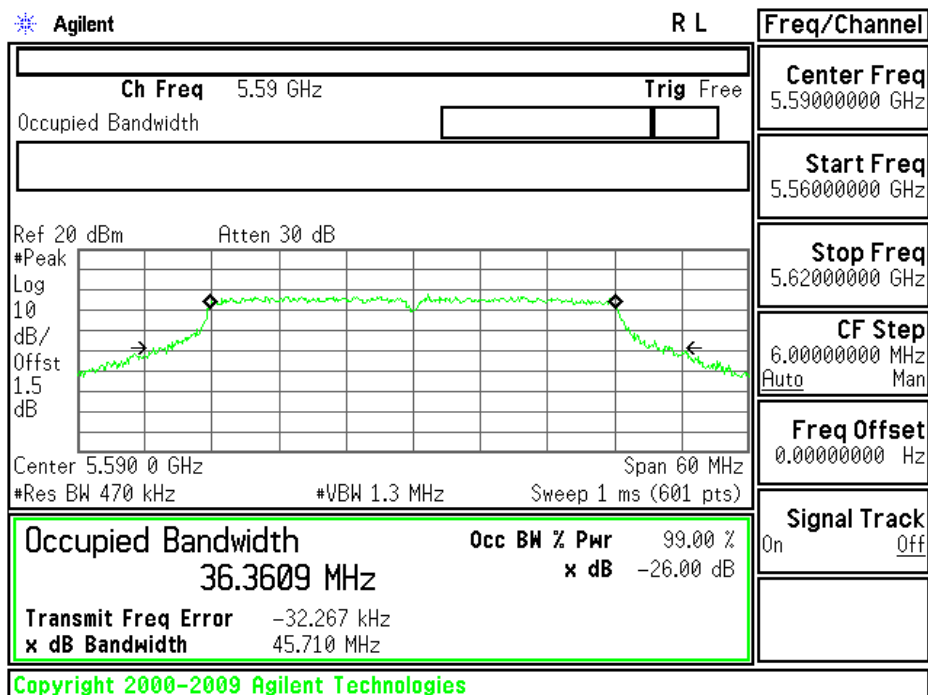 Agilent R L
Freq/Channel
Ch Freq 5.59 GHz Trig Free
Occupied Bandwidth
Ref 20 dBm Atten 30 dB
#Peak
Log
10
dB/
Offst
1.5
dB
Center 5.590 0 GHz Span 60 MHz
#Res BW 470 kHz #VBW 1.3 MHz Sweep 1 ms (601 pts)
Occupied Bandwidth Occ BW % Pwr 99.00 %
36.3609 MHz x dB -26.00 dB
Transmit Freq Error -32.267 kHz
x dB Bandwidth 45.710 MHz
Center Freq
5.59000000 GHz
Start Freq
5.56000000 GHz
Stop Freq
5.62000000 GHz
CF Step
6.00000000 MHz
Auto Man
Freq Offset
0.00000000 Hz
Signal Track
On Off
Copyright 2000-2009 Agilent Technologies